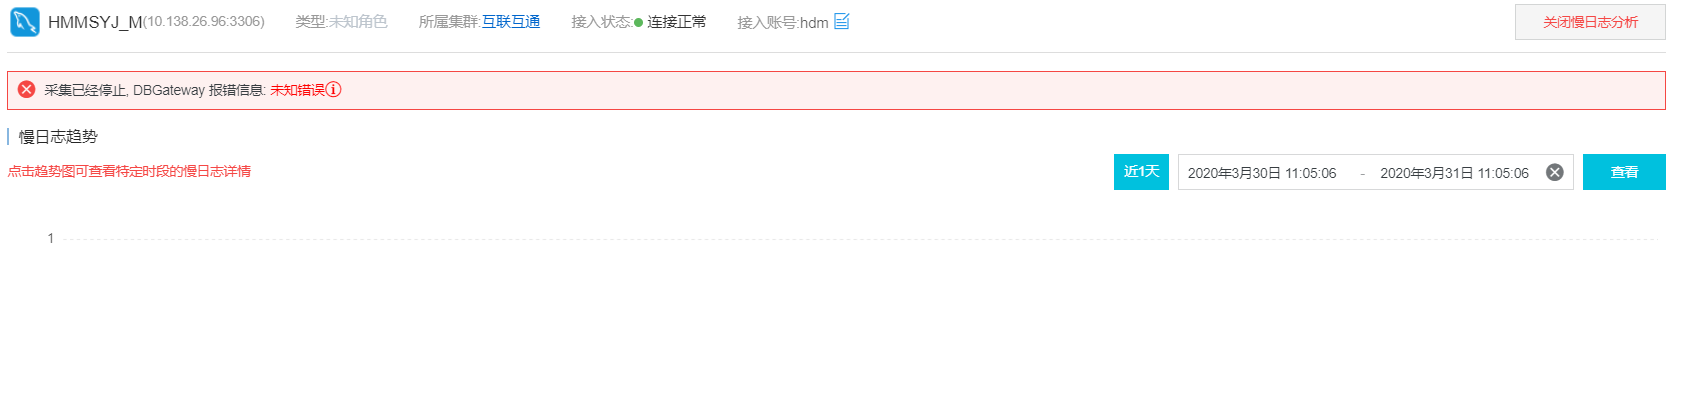 HMMSYJ_M(10.138.26.96:3306) 类型:未知角色 所属集群:互联互通 接入状态: 连接正常 接入账号:hdm 关闭慢日志分析
采集已经停止, DBGateway 报错信息: 未知错误
慢日志趋势
点击趋势图可查看特定时段的慢日志详情 近1天 2020年3月30日 11:05:06 - 2020年3月31日 11:05:06 查看
1